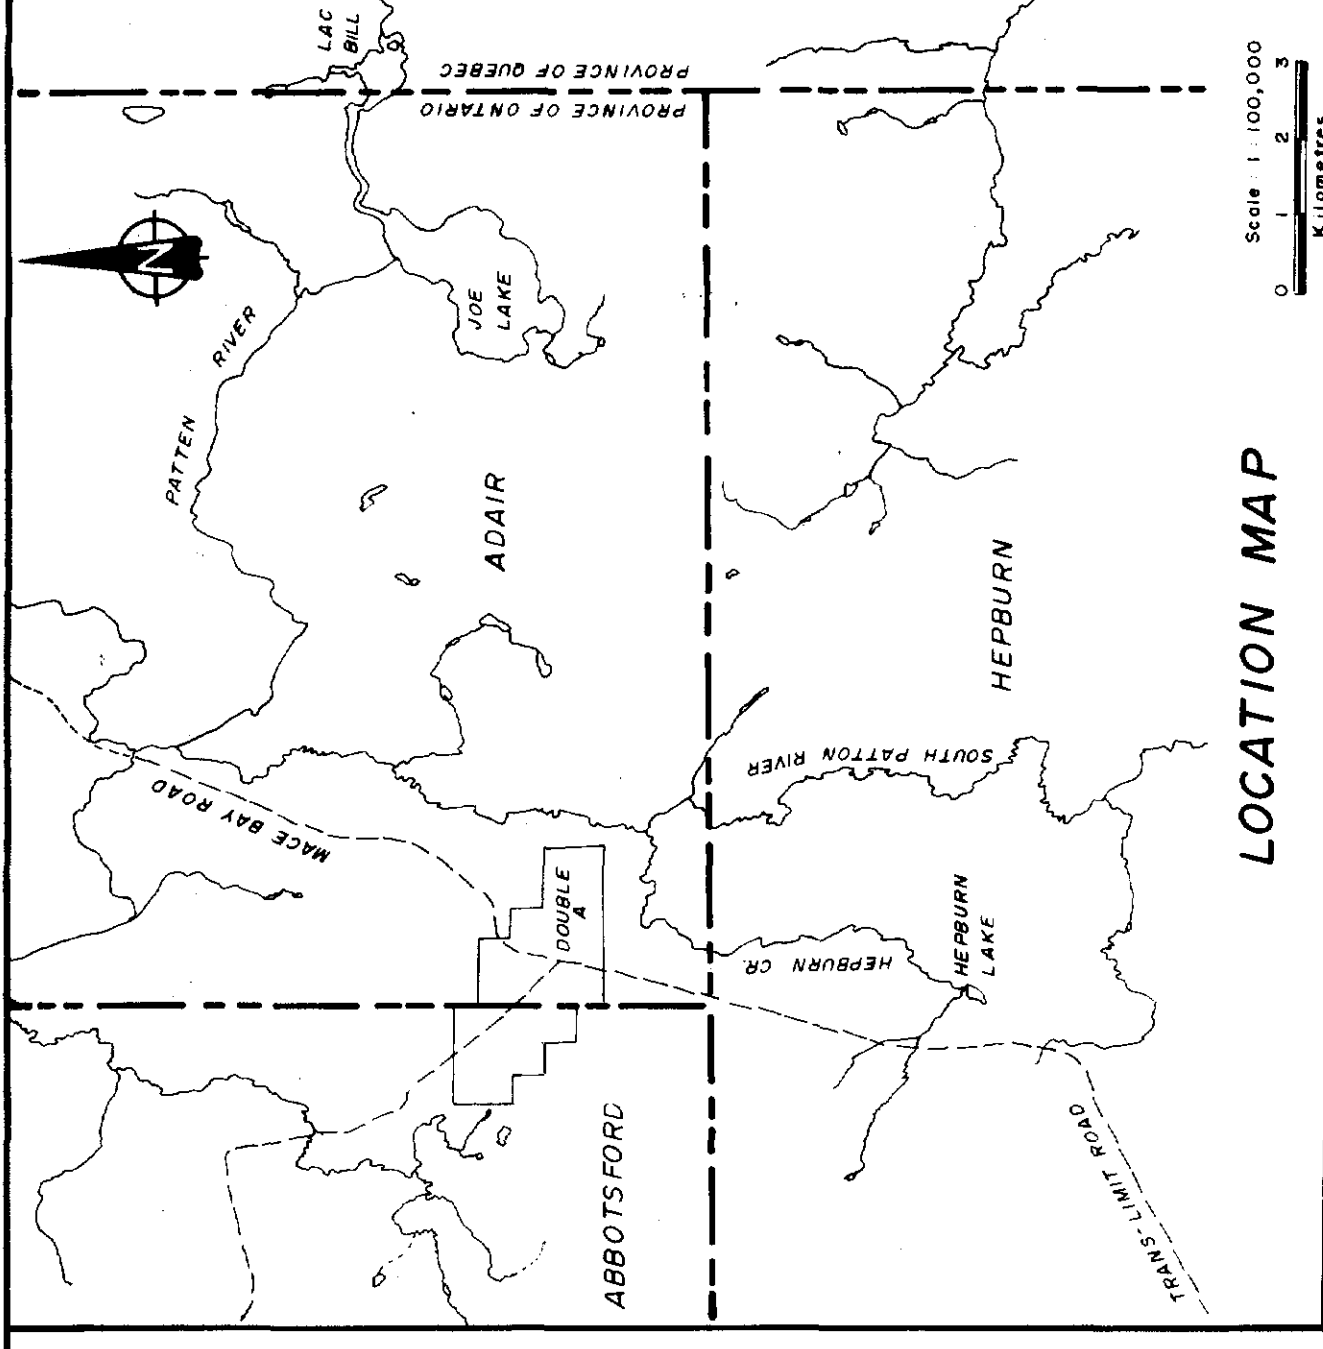 LAC
BILL
PROVINCE OF QUEBEC
PROVINCE OF ONTARIO
N
PATTEN RIVER
JOE
LAKE
ADAIR
MACE BAY ROAD
DOUBLE
A
ABBOTSFORD
HEPBURN
SOUTH PATTON RIVER
HEPBURN CR.
HEPBURN
LAKE
TRANS-LIMIT ROAD
LOCATION MAP
Scale : 1 : 100,000
0 1 2 3
Kilometres